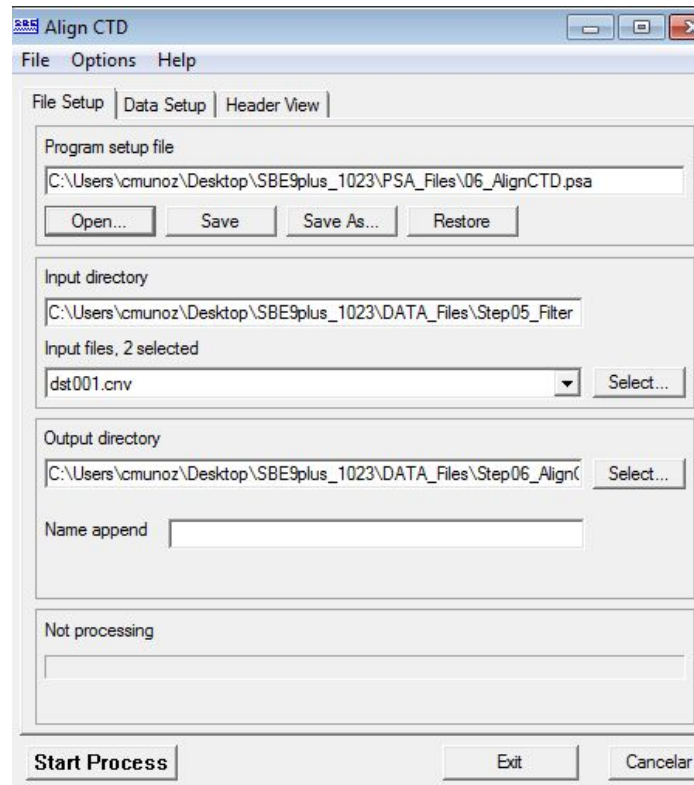 SBE Align CTD
File Options Help
File Setup Data Setup Header View
Program setup file
C:\Users\cmunoz\Desktop\SBE9plus_1023\PSA_Files\06_AlignCTD.psa
Open... Save Save As... Restore
Input directory
C:\Users\cmunoz\Desktop\SBE9plus_1023\DATA_Files\Step05_Filter
Input files, 2 selected
dst001.cnv Select...
Output directory
C:\Users\cmunoz\Desktop\SBE9plus_1023\DATA_Files\Step06_Align( Select...
Name append
Not processing
Start Process Exit Cancelar